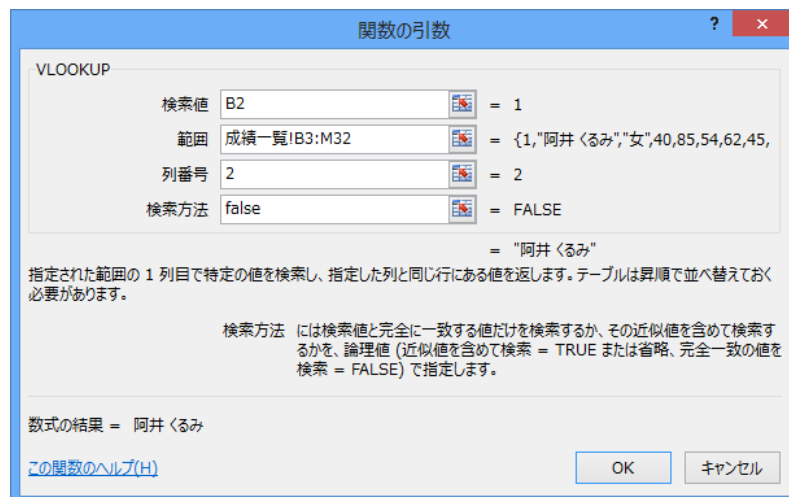 関数の引数
? ×
VLOOKUP
検索値 B2 = 1
範囲 成績一覧!B3:M32 = {1,"阿井 くるみ","女",40,85,54,62,45,
列番号 2 = 2
検索方法 false = FALSE
= "阿井 くるみ"
指定された範囲の 1 列目で特定の値を検索し、指定した列と同じ行にある値を返します。テーブルは昇順で並べ替えておく
必要があります。
検索方法 には検索値と完全に一致する値だけを検索するか、その近似値を含めて検索す
るかを、論理値 (近似値を含めて検索 = TRUE または省略、完全一致の値を
検索 = FALSE) で指定します。
数式の結果 = 阿井 くるみ
この関数のヘルプ(H)
OK キャンセル